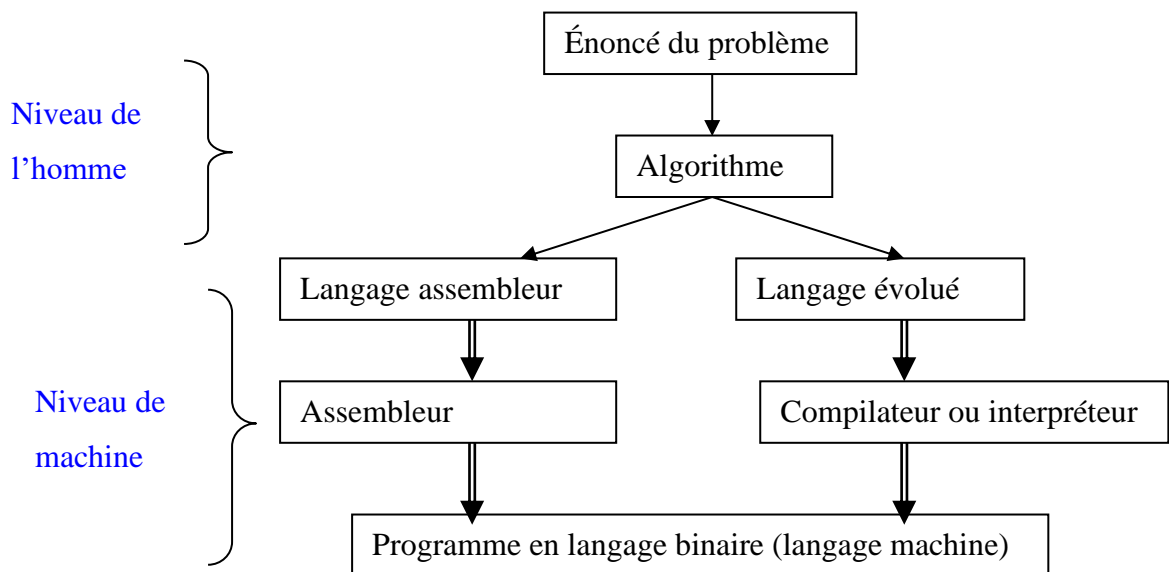 Énoncé du problème
Niveau de
l’homme
Algorithme
Langage assembleur
Langage évolué
Niveau de
machine
Assembleur
Compilateur ou interpréteur
Programme en langage binaire (langage machine)